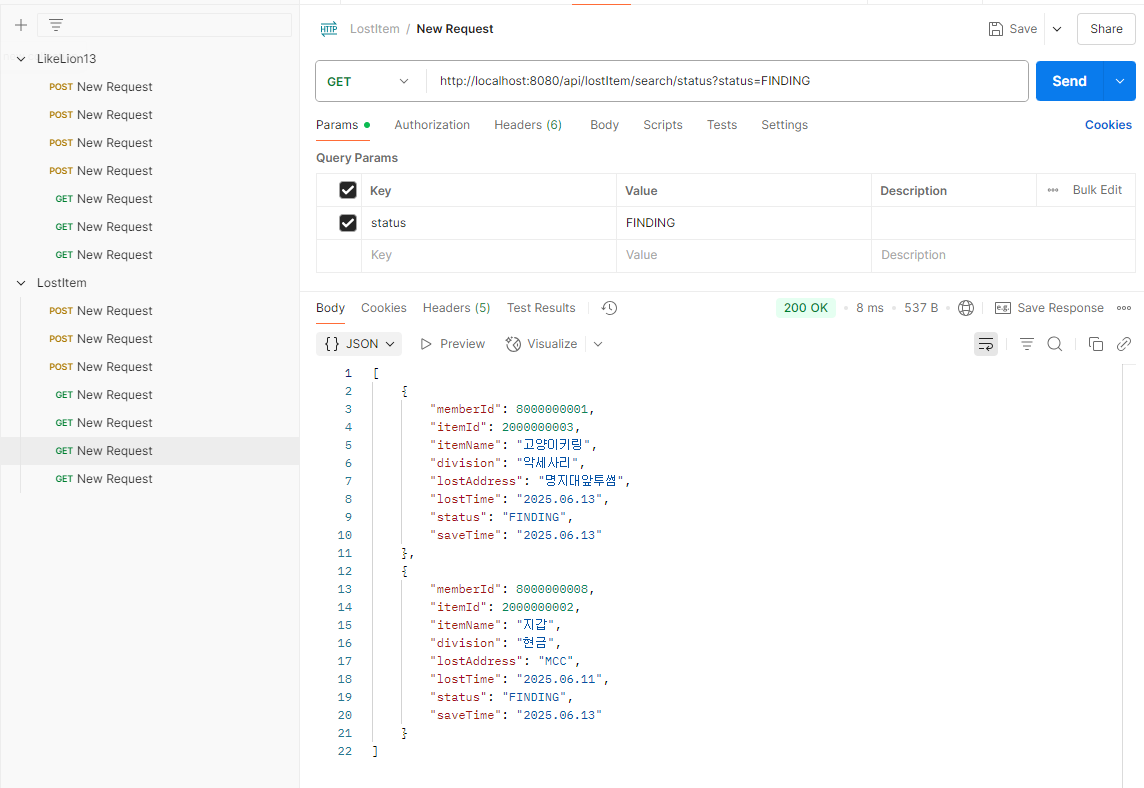 LikeLion13
POST New Request
POST New Request
POST New Request
POST New Request
GET New Request
GET New Request
GET New Request
LostItem
POST New Request
POST New Request
POST New Request
GET New Request
GET New Request
GET New Request
GET New Request
HTTP LostItem / New Request Save Share
GET http://localhost:8080/api/lostItem/search/status?status=FINDING Send
Params Authorization Headers (6) Body Scripts Tests Settings Cookies
Query Params
Key Value Description Bulk Edit
status FINDING
Key Value Description
Body Cookies Headers (5) Test Results 200 OK 8 ms 537 B e.g. Save Response
{} JSON Preview Visualize
1 [
2 {
3 "memberId": 8000000001,
4 "itemId": 2000000003,
5 "itemName": "고양이키링",
6 "division": "악세사리",
7 "lostAddress": "명지대앞투썸",
8 "lostTime": "2025.06.13",
9 "status": "FINDING",
10 "saveTime": "2025.06.13"
11 },
12 {
13 "memberId": 8000000008,
14 "itemId": 2000000002,
15 "itemName": "지갑",
16 "division": "현금",
17 "lostAddress": "MCC",
18 "lostTime": "2025.06.11",
19 "status": "FINDING",
20 "saveTime": "2025.06.13"
21 }
22 ]